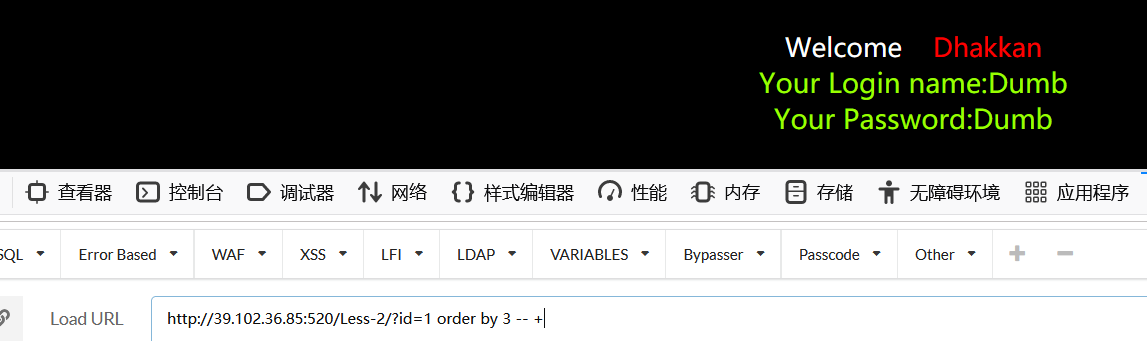 Welcome Dhakkan
Your Login name:Dumb
Your Password:Dumb
查看器 控制台 调试器 网络 样式编辑器 性能 内存 存储 无障碍环境 应用程序
SQL Error Based WAF XSS LFI LDAP VARIABLES Bypasser Passcode Other
Load URL http://39.102.36.85:520/Less-2/?id=1 order by 3 -- +